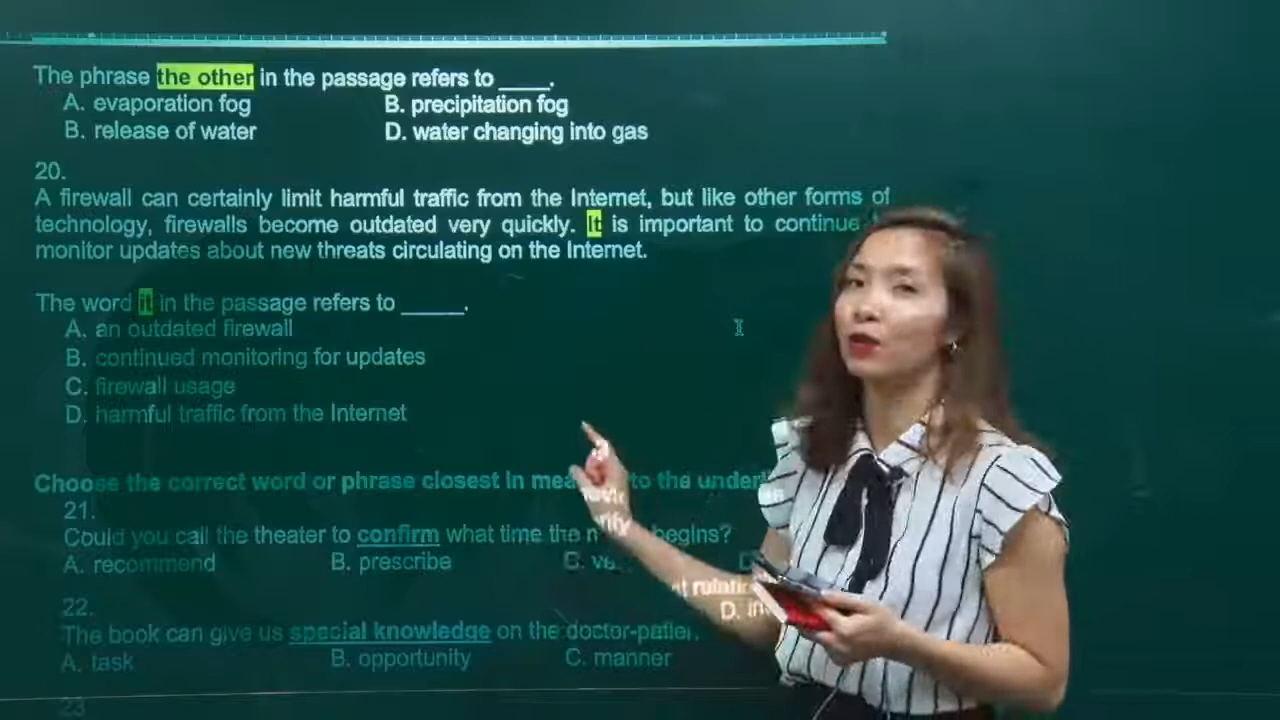 The phrase the other in the passage refers to ____.
A. evaporation fog B. precipitation fog
B. release of water D. water changing into gas
20.
A firewall can certainly limit harmful traffic from the Internet, but like other forms of
technology, firewalls become outdated very quickly. It is important to continue
monitor updates about new threats circulating on the Internet.
The word it in the passage refers to _____.
A. an outdated firewall
B. continued monitoring for updates
C. firewall usage
D. harmful traffic from the Internet
Choose the correct word or phrase closest in to the
21.
Could you call the theater to confirm what time the begins?
A. recommend B. prescribe
22.
The book can give us special knowledge on the
A. task B. opportunity C. manner
23